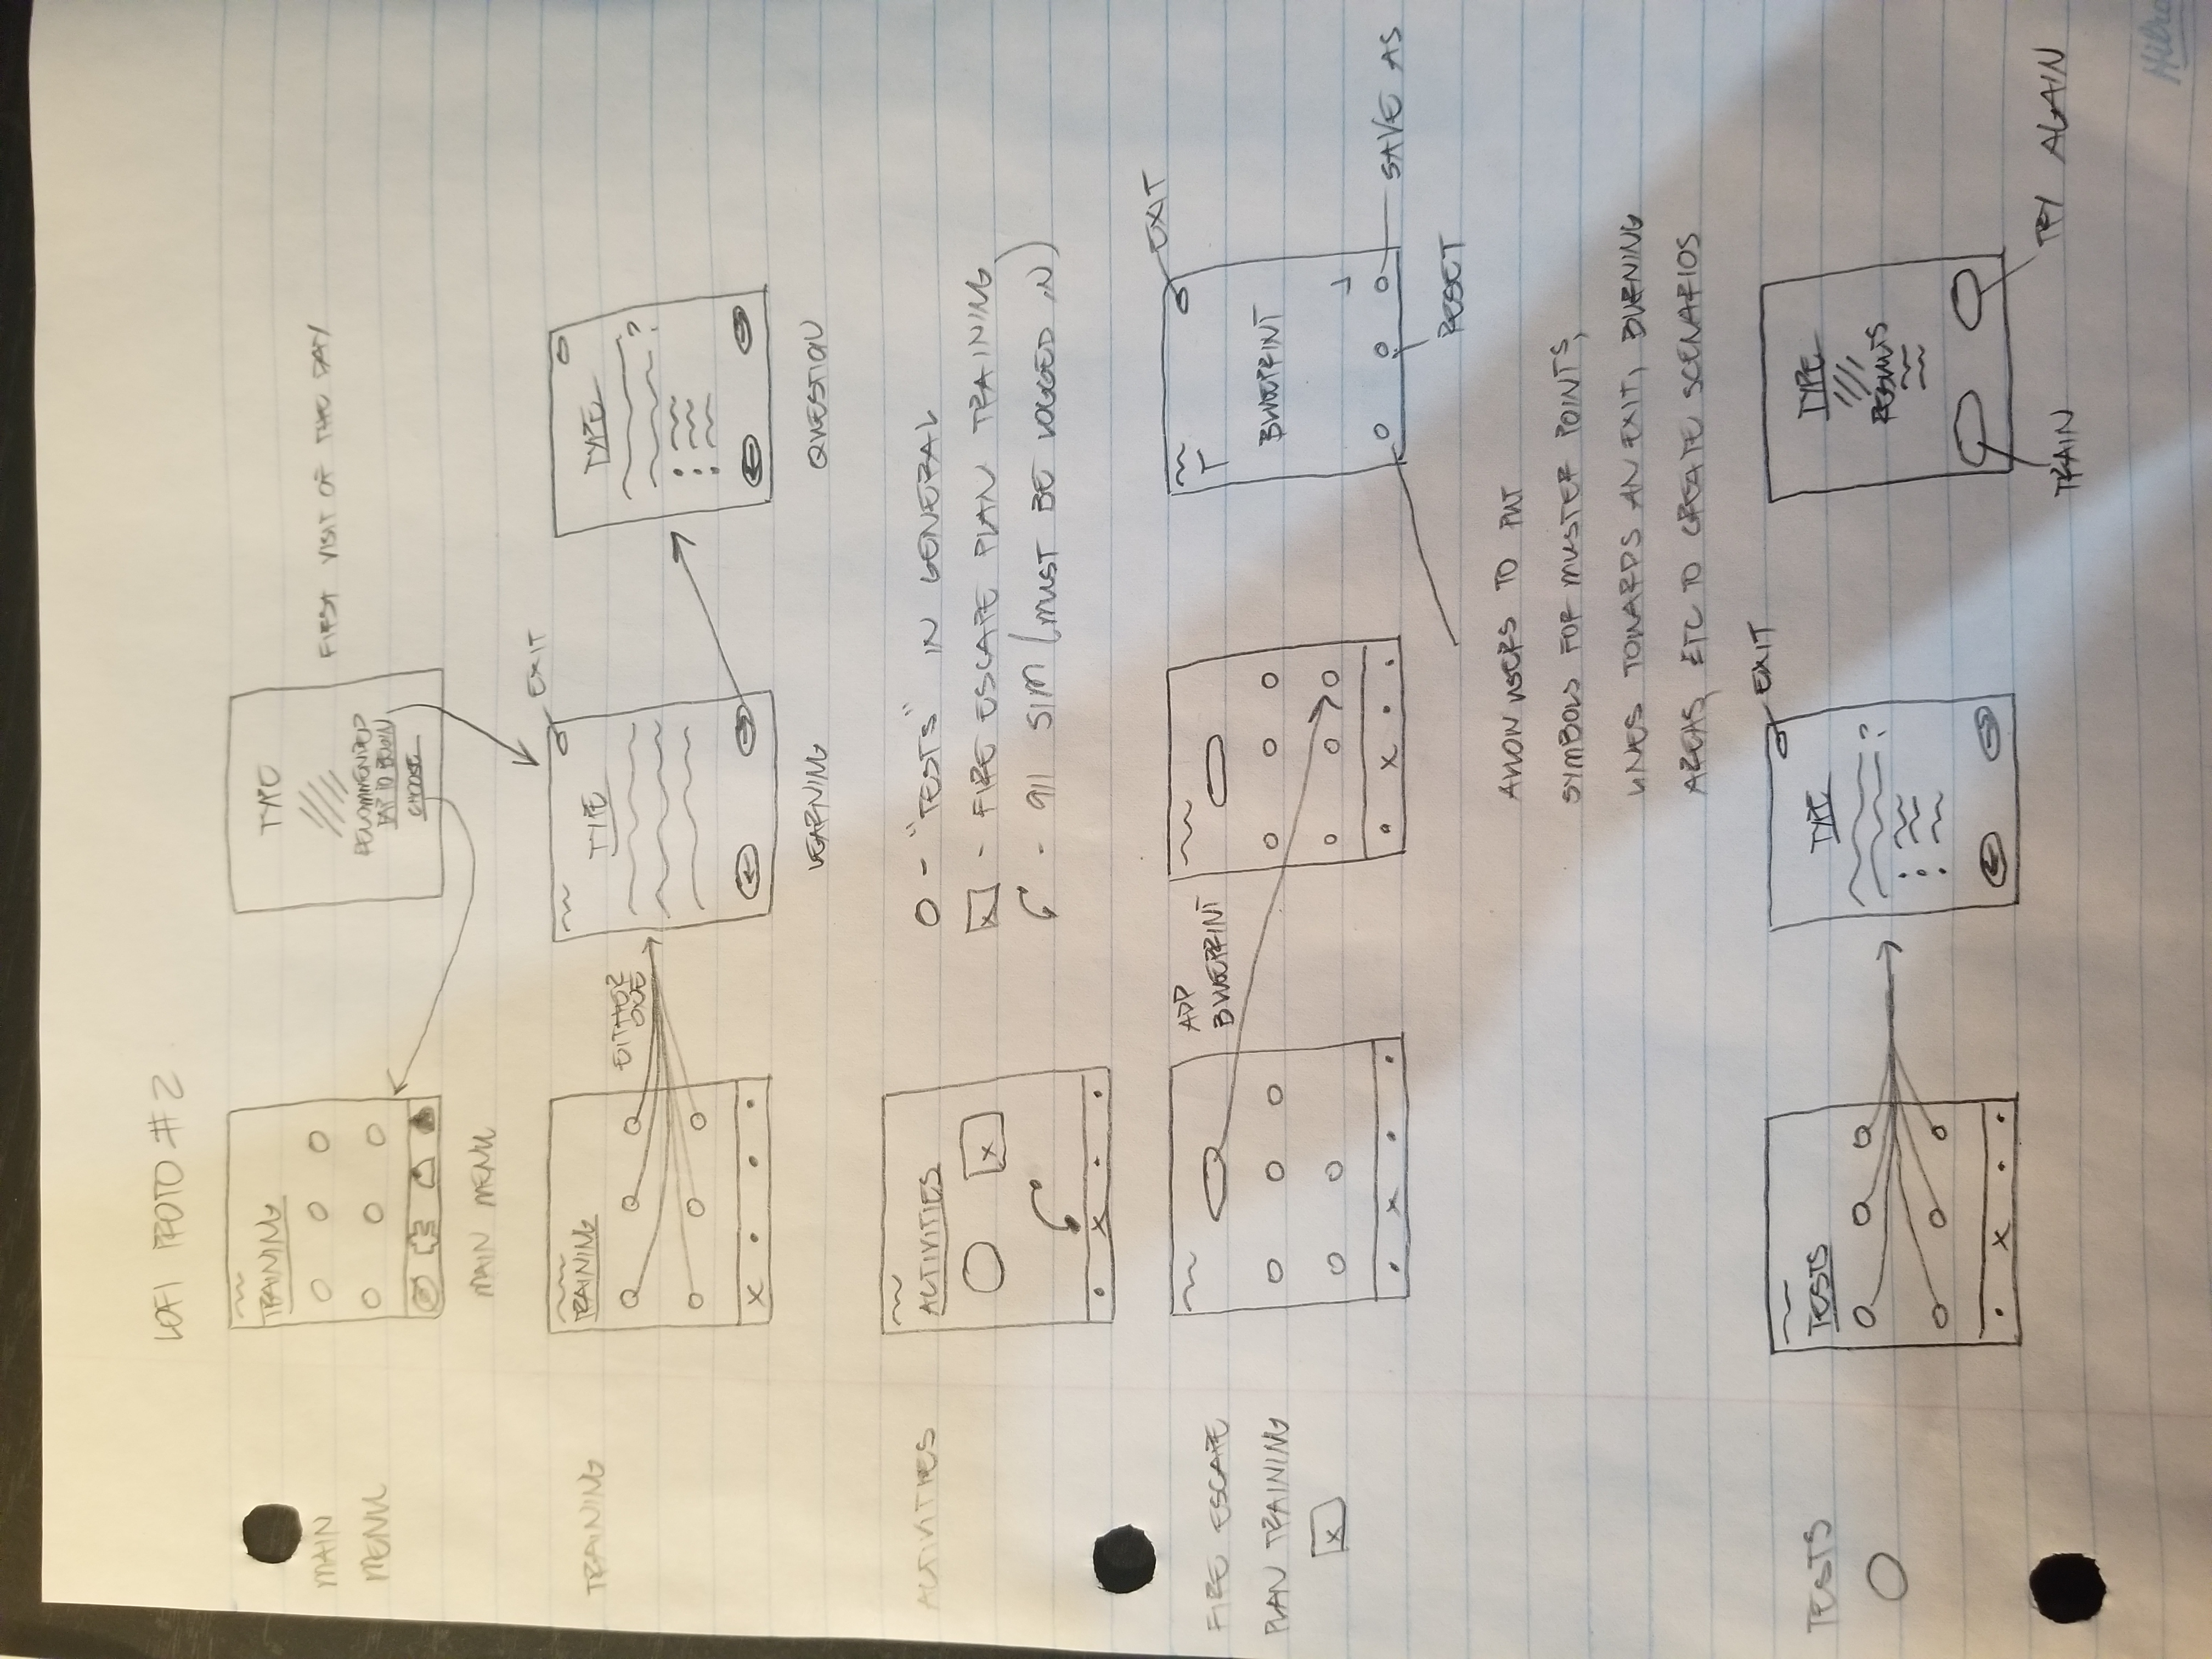 LOFI PROTO #2
MAIN
MENU
TRAINING
MAIN MENU
TYPE
RECOMMENDED
TAP TO BEGIN
CHOOSE
FIRST VISIT OF THE DAY
TRAINING
TRAINING
EITHER
ONE
EXIT
TYPE
LEARNING
TYPE
?
QUESTION
ACTIVITIES
ACTIVITIES
X
X
O - "TESTS" IN GENERAL
X - FIRE ESCAPE PLAN TRAINING
- 911 SIM (MUST BE LOGGED IN)
FIRE ESCAPE
PLAN TRAINING
X
X
ADD
BLUEPRINT
X
EXIT
BLUEPRINT
SAVE AS
RESET
ALLOW USERS TO PUT
SYMBOLS FOR MUSTER POINTS,
LINES TOWARDS AN EXIT, BURNING
AREAS, ETC TO CREATE SCENARIOS
TESTS
TESTS
X
EXIT
TYPE
?
TYPE
RESULTS
TRAIN
TRY AGAIN